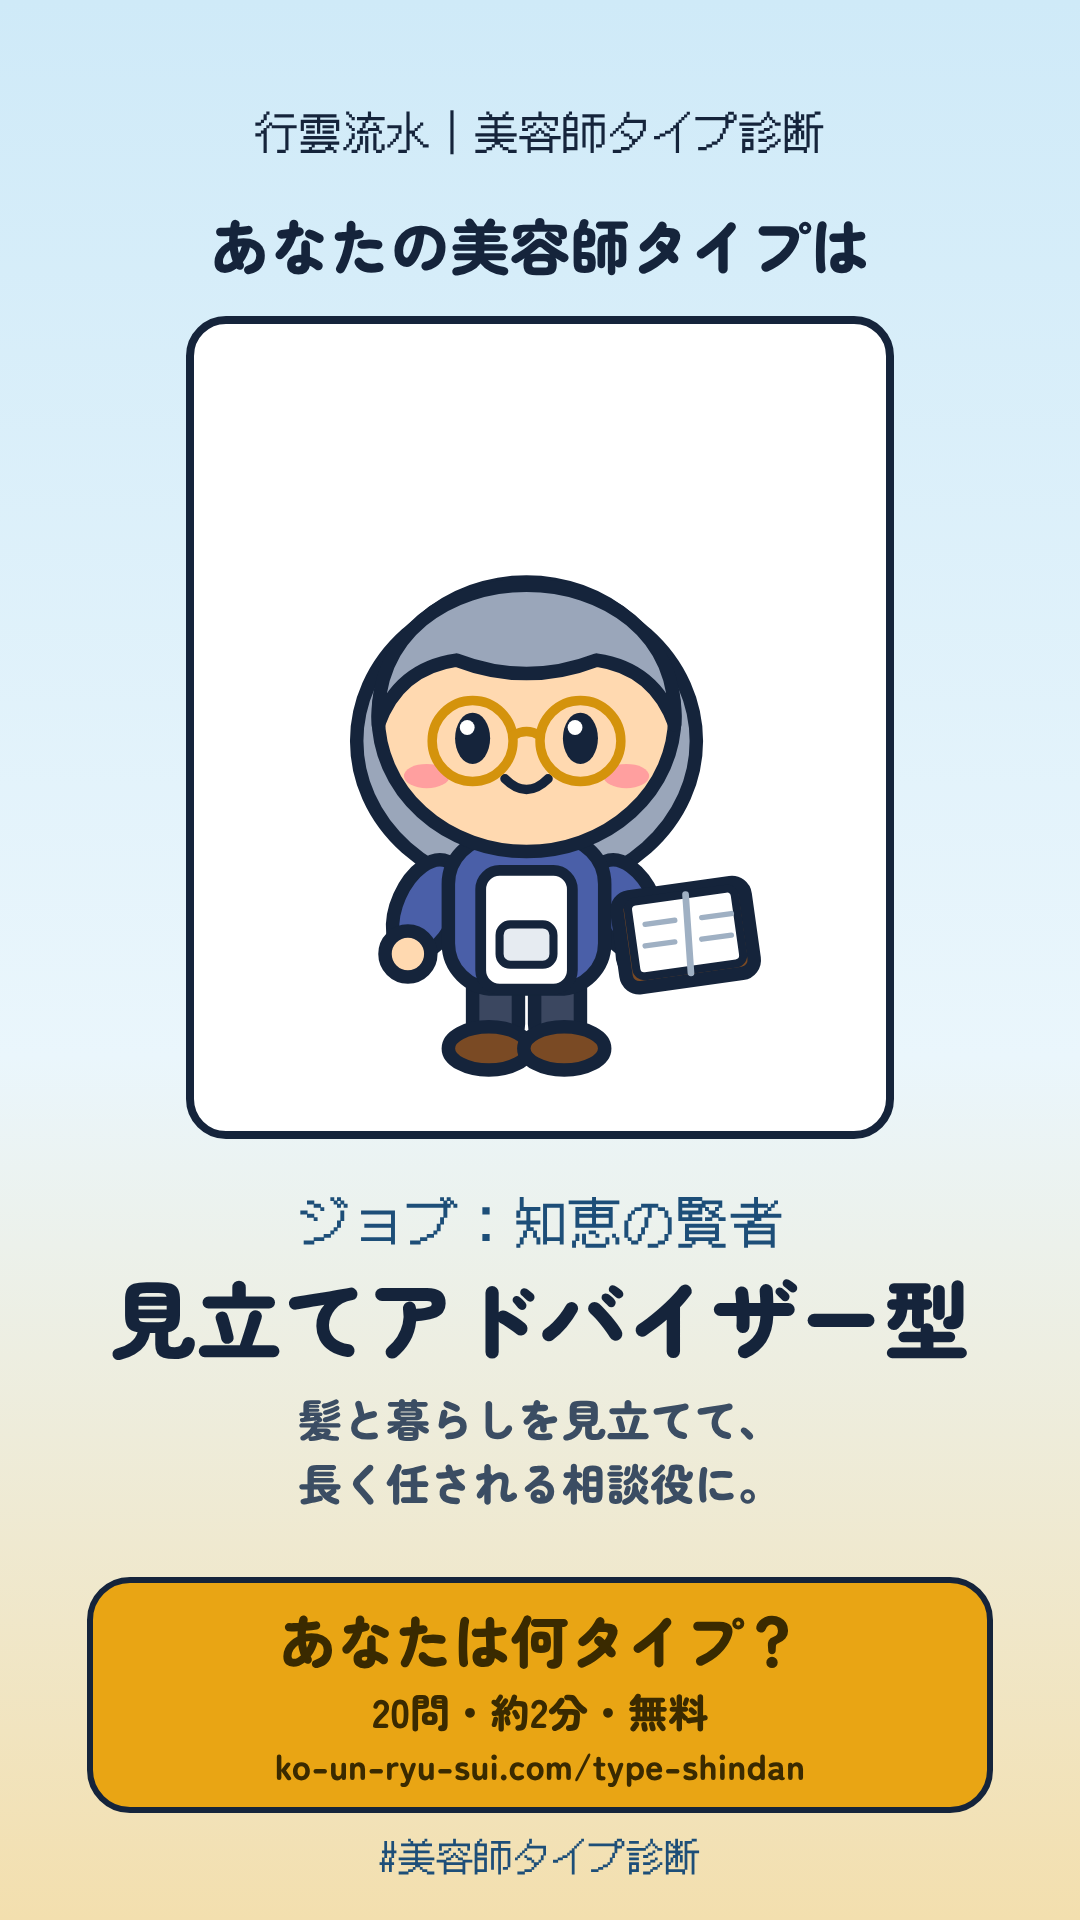 行雲流水｜美容師タイプ診断
あなたの美容師タイプは
ジョブ：知恵の賢者
見立てアドバイザー型
髪と暮らしを見立てて、
長く任される相談役に。
あなたは何タイプ？
20問・約2分・無料
ko-un-ryu-sui.com/type-shindan
#美容師タイプ診断